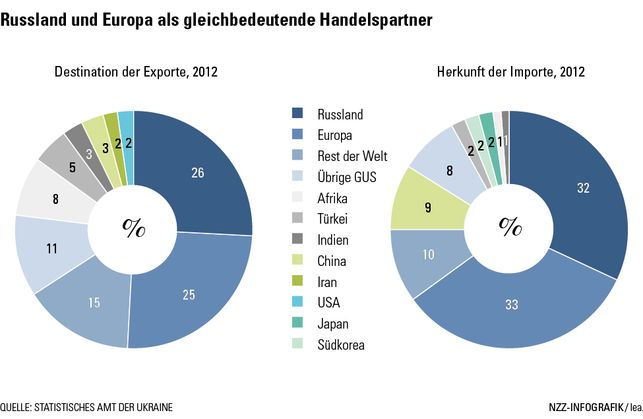 Russland und Europa als gleichbedeutende Handelspartner
Destination der Exporte, 2012
26
25
15
11
8
5
3
3
2
2
%
Russland
Europa
Rest der Welt
Übrige GUS
Afrika
Türkei
Indien
China
Iran
USA
Japan
Südkorea
Herkunft der Importe, 2012
32
33
10
9
8
2
2
2
1
1
%
QUELLE: STATISTISCHES AMT DER UKRAINE
NZZ-INFOGRAFIK/lea.